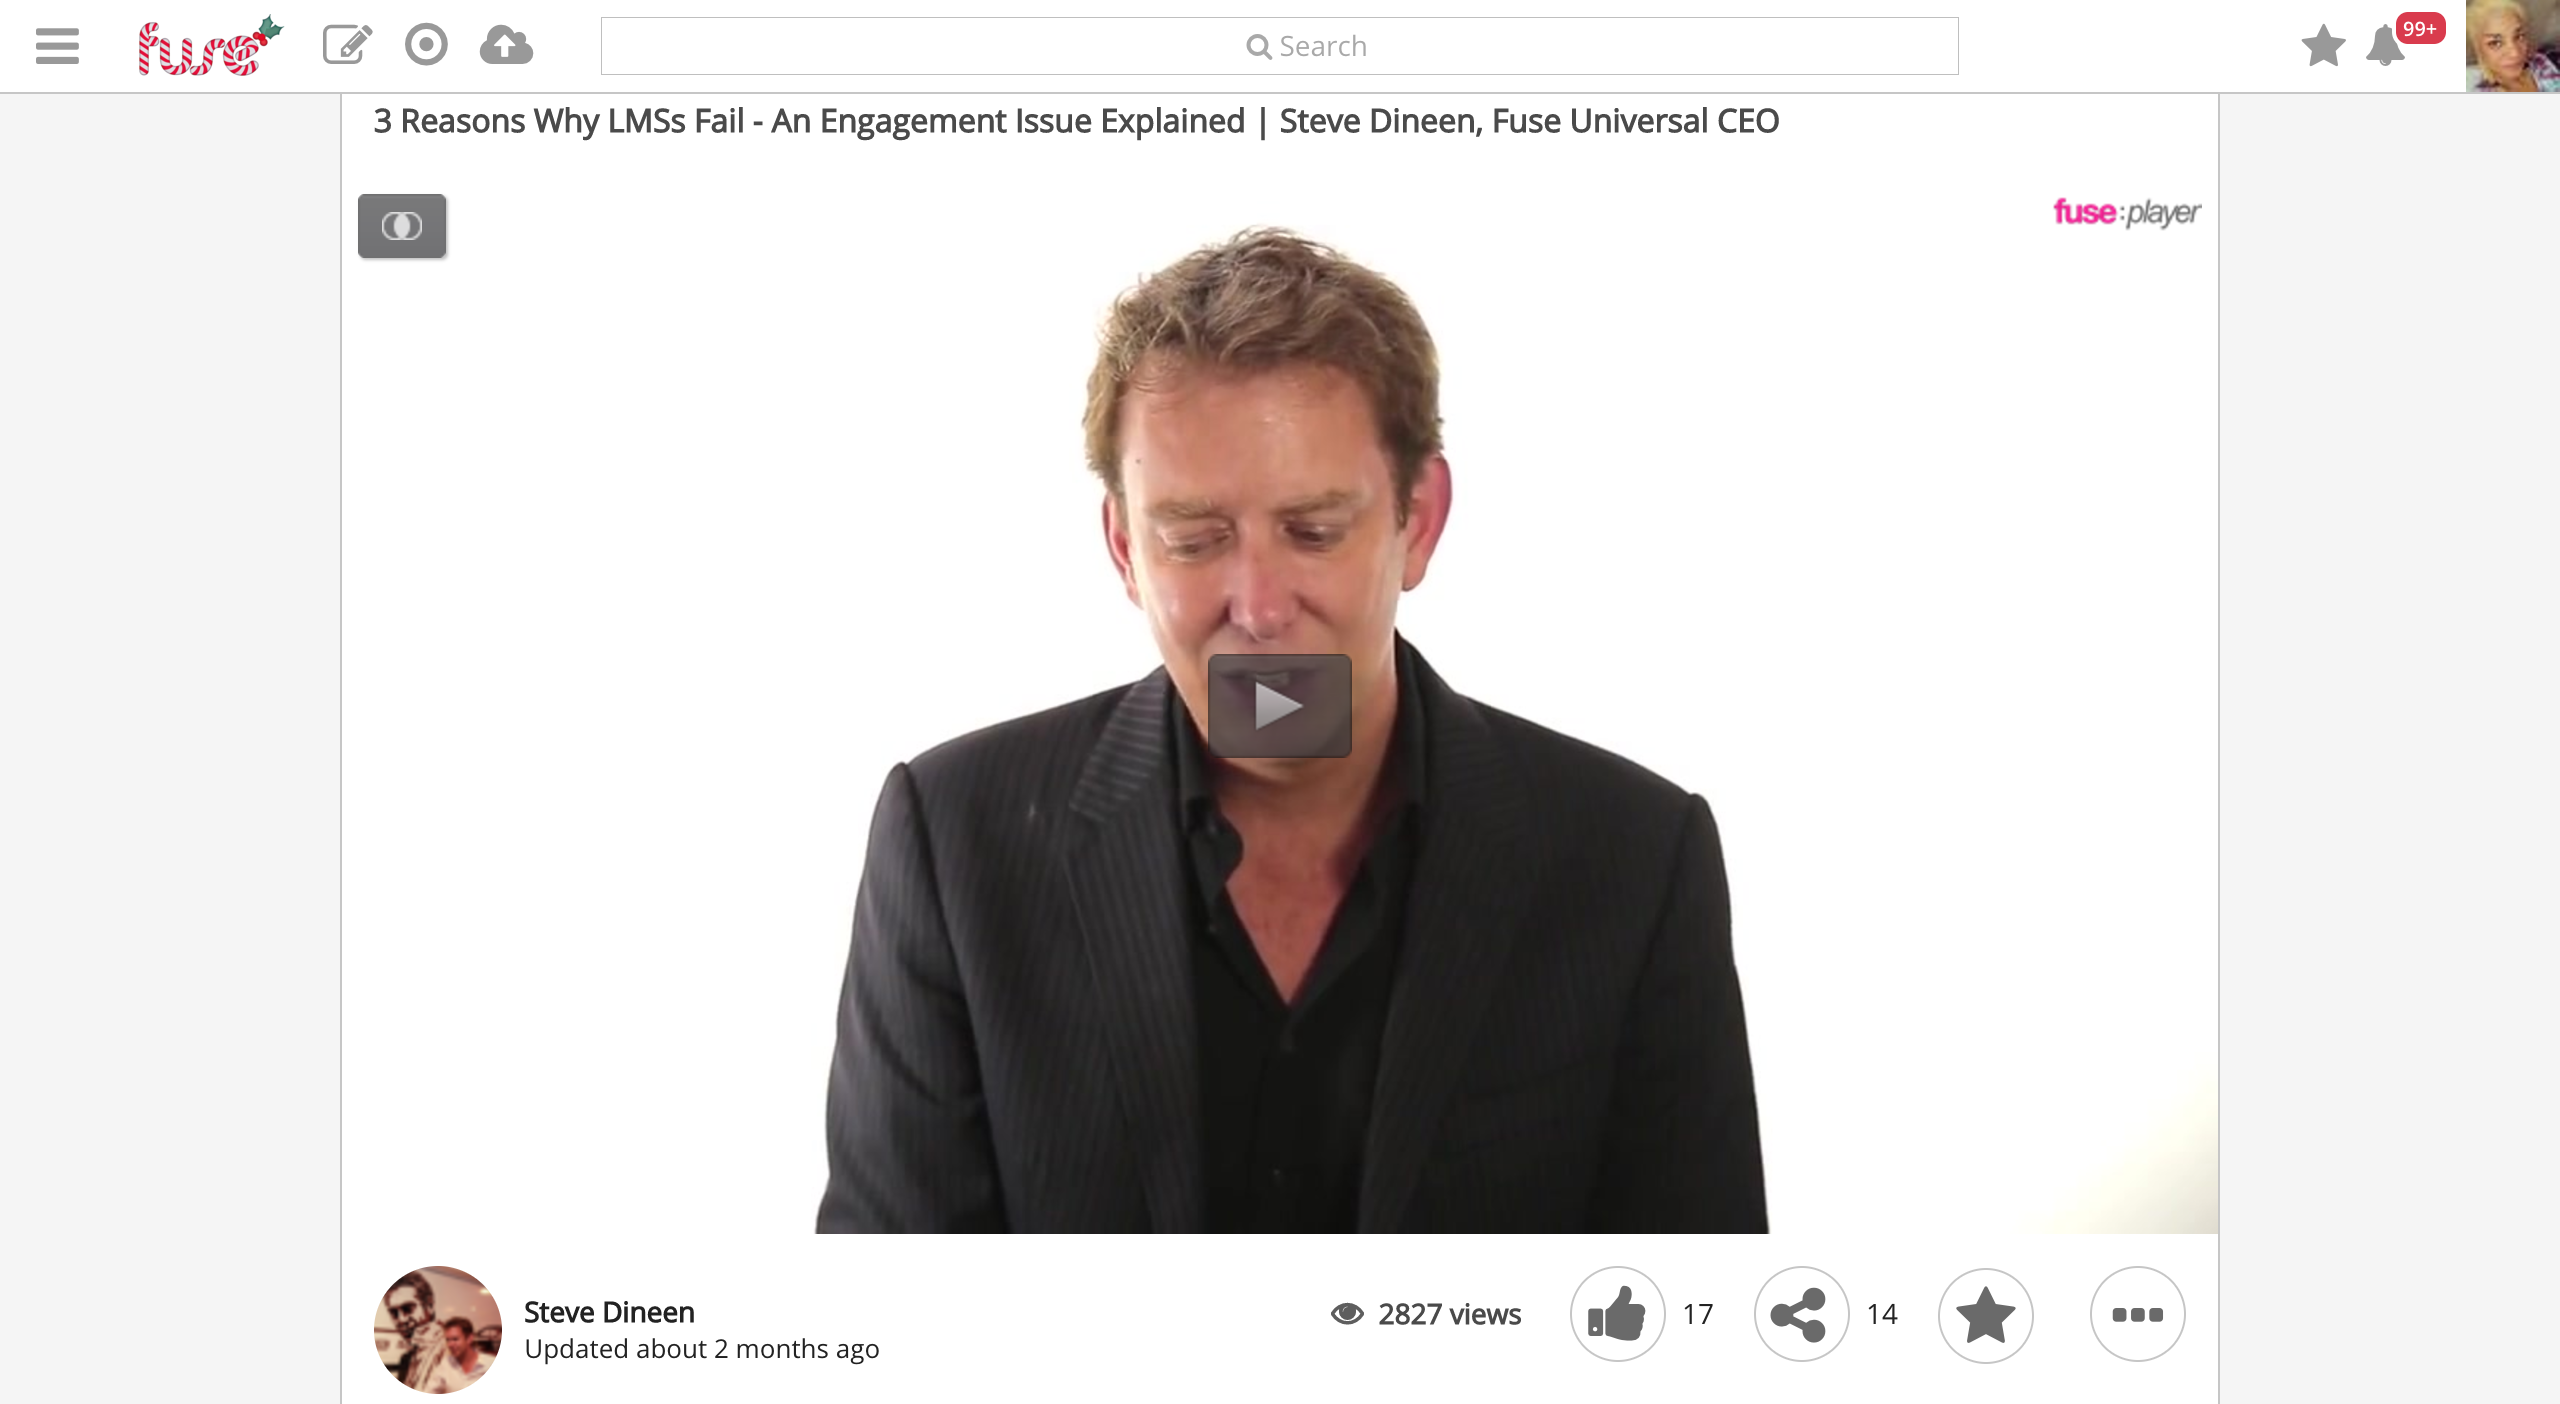 fuse
Search
99+
3 Reasons Why LMSs Fail - An Engagement Issue Explained | Steve Dineen, Fuse Universal CEO
fuse:player
Steve Dineen
Updated about 2 months ago
2827 views
17
14